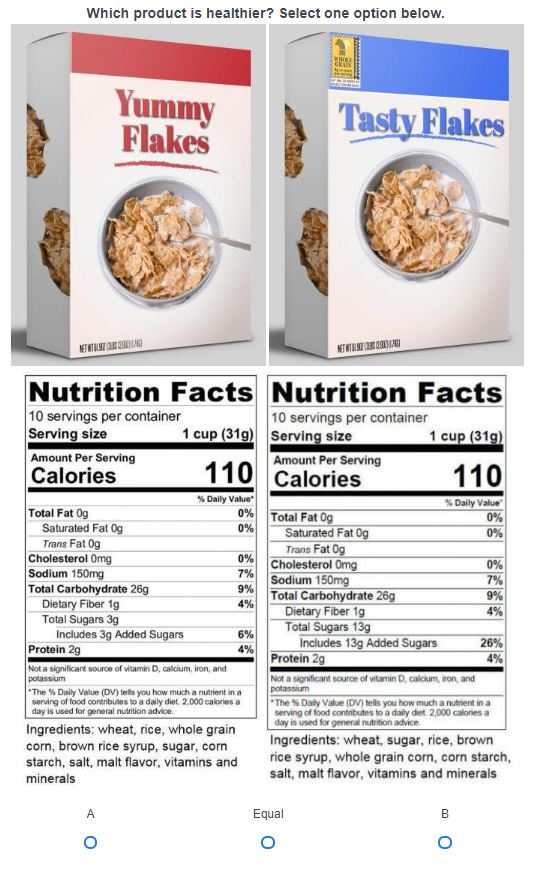 Which product is healthier? Select one option below.
Yummy
Flakes
WHOLE
GRAIN
Tasty Flakes
Nutrition Facts
10 servings per container
Serving size 1 cup (31g)
Amount Per Serving
Calories 110
% Daily Value*
Total Fat 0g 0%
Saturated Fat 0g 0%
Trans Fat 0g
Cholesterol 0mg 0%
Sodium 150mg 7%
Total Carbohydrate 26g 9%
Dietary Fiber 1g 4%
Total Sugars 3g
Includes 3g Added Sugars 6%
Protein 2g 4%
Not a significant source of vitamin D, calcium, iron, and
potassium
*The % Daily Value (DV) tells you how much a nutrient in a
serving of food contributes to a daily diet. 2,000 calories a
day is used for general nutrition advice.
Ingredients: wheat, rice, whole grain
corn, brown rice syrup, sugar, corn
starch, salt, malt flavor, vitamins and
minerals
Nutrition Facts
10 servings per container
Serving size 1 cup (31g)
Amount Per Serving
Calories 110
% Daily Value*
Total Fat 0g 0%
Saturated Fat 0g 0%
Trans Fat 0g
Cholesterol 0mg 0%
Sodium 150mg 7%
Total Carbohydrate 26g 9%
Dietary Fiber 1g 4%
Total Sugars 13g
Includes 13g Added Sugars 26%
Protein 2g 4%
Not a significant source of vitamin D, calcium, iron, and
potassium
*The % Daily Value (DV) tells you how much a nutrient in a
serving of food contributes to a daily diet. 2,000 calories a
day is used for general nutrition advice.
Ingredients: wheat, sugar, rice, brown
rice syrup, whole grain corn, corn starch,
salt, malt flavor, vitamins and minerals
A Equal B